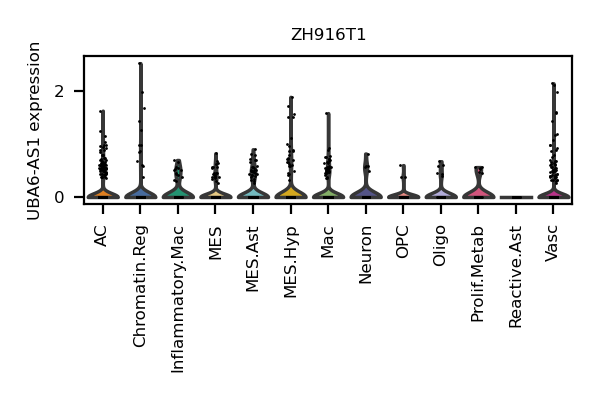 ZH916T1
UBA6-AS1 expression
2
0
AC
Chromatin.Reg
Inflammatory.Mac
MES
MES.Ast
MES.Hyp
Mac
Neuron
OPC
Oligo
Prolif.Metab
Reactive.Ast
Vasc